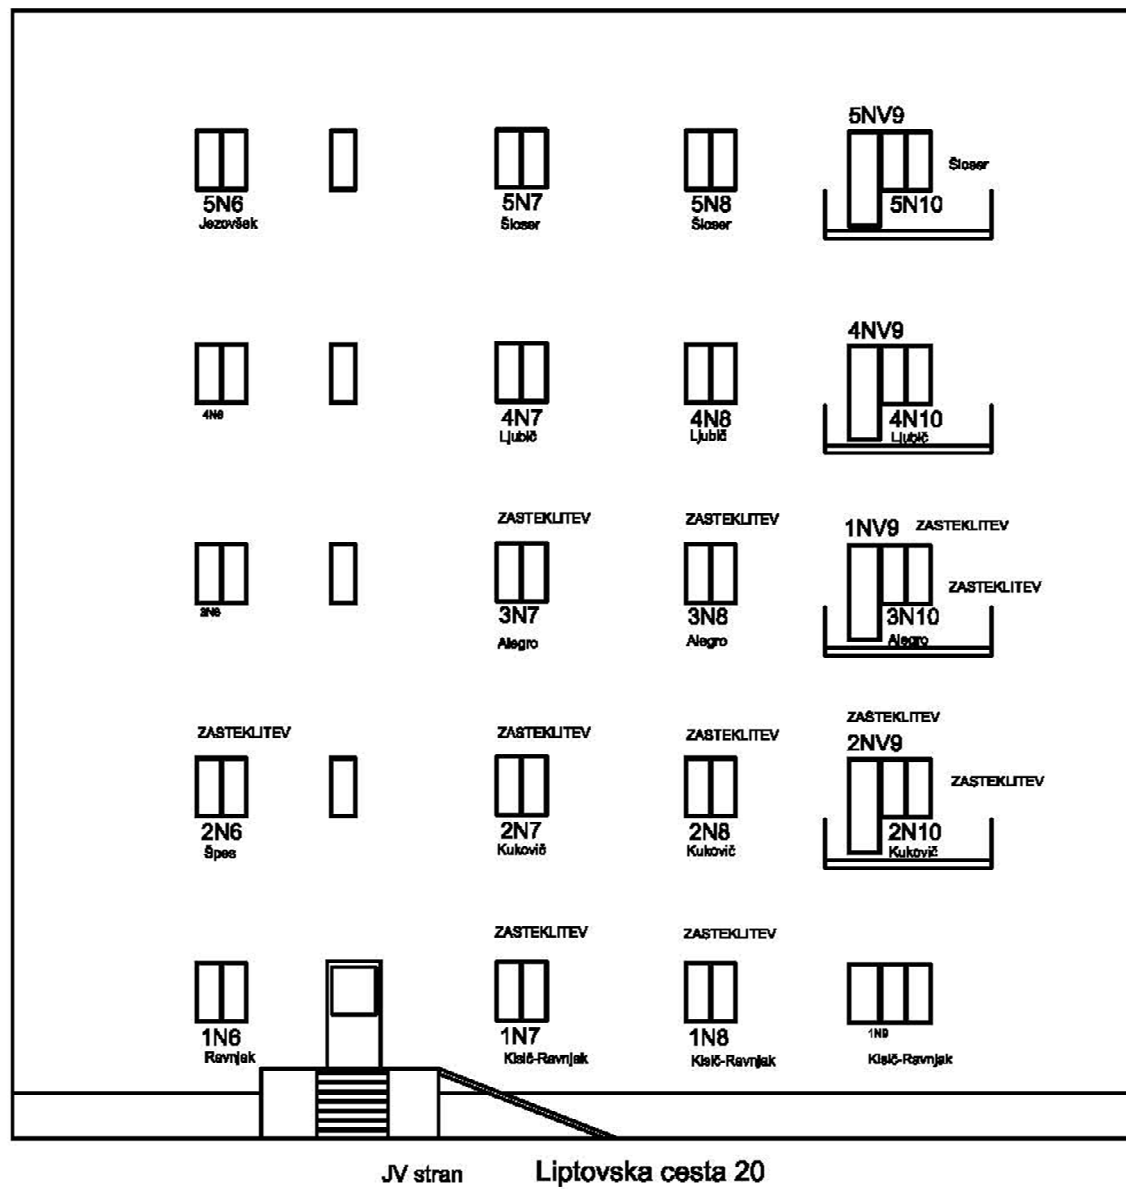 5NV9
Šloser
5N6
5N7
5N8
5N10
Jezovšek
Šloser
Šloser
4NV9
4N6
4N7
4N8
4N10
Ljubič
Ljubič
Ljubič
ZASTEKLITEV
ZASTEKLITEV
1NV9
ZASTEKLITEV
ZASTEKLITEV
3N6
3N7
3N8
3N10
Alegro
Alegro
Alegro
ZASTEKLITEV
ZASTEKLITEV
ZASTEKLITEV
ZASTEKLITEV
2NV9
ZASTEKLITEV
2N6
2N7
2N8
2N10
Špes
Kukovič
Kukovič
Kukovič
ZASTEKLITEV
ZASTEKLITEV
1N6
1N7
1N8
1N9
Ravnjak
Kisič-Ravnjak
Kisič-Ravnjak
Kisič-Ravnjak
JV stran
Liptovska cesta 20